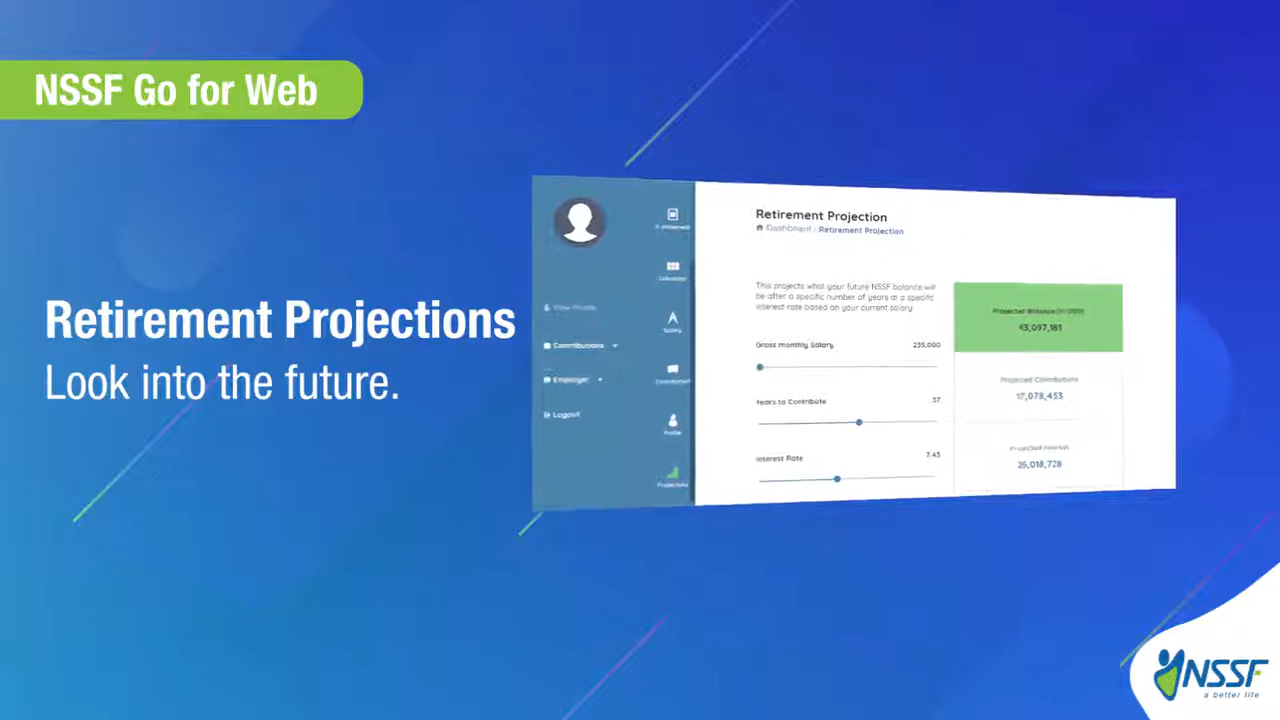 NSSF Go for Web
Retirement Projections
Look into the future.
View Profile
Contributions
Employer
Logout
Salary
Profile
Projections
Retirement Projection
Dashboard / Retirement Projection
This projects what your future NSSF balance will
be after a specific number of years at a specific
interest rate based on your current salary
Gross monthly Salary 235,000
Years to Contribute 37
Interest Rate 7.43
Projected Balance
43,097,181
Projected Contributions
17,078,453
Projected Interest
26,018,728
NSSF
a better life